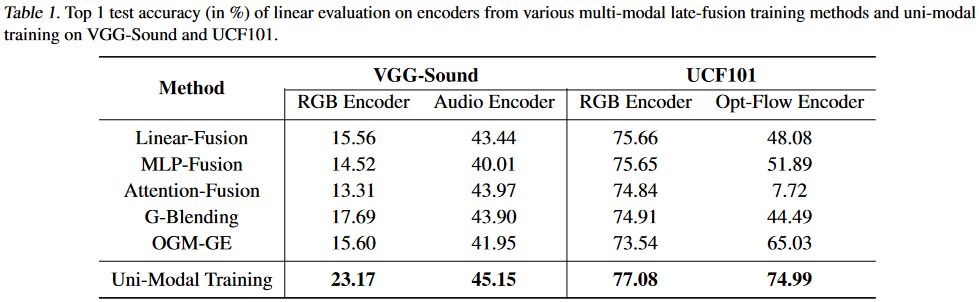 Table 1. Top 1 test accuracy (in %) of linear evaluation on encoders from various multi-modal late-fusion training methods and uni-modal
training on VGG-Sound and UCF101.
Method VGG-Sound UCF101
RGB Encoder Audio Encoder RGB Encoder Opt-Flow Encoder
Linear-Fusion 15.56 43.44 75.66 48.08
MLP-Fusion 14.52 40.01 75.65 51.89
Attention-Fusion 13.31 43.97 74.84 7.72
G-Blending 17.69 43.90 74.91 44.49
OGM-GE 15.60 41.95 73.54 65.03
Uni-Modal Training 23.17 45.15 77.08 74.99